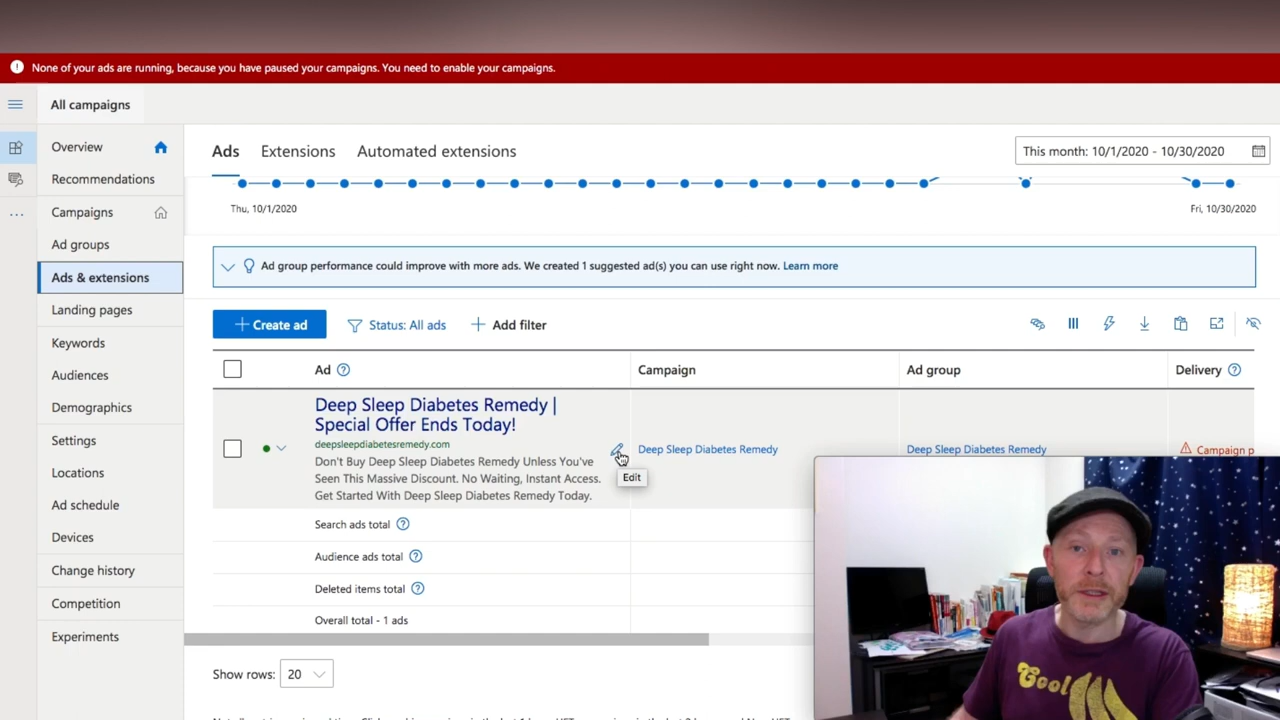 None of your ads are running, because you have paused your campaigns. You need to enable your campaigns.
All campaigns
Overview
Recommendations
Campaigns
Ad groups
Ads & extensions
Landing pages
Keywords
Audiences
Demographics
Settings
Locations
Ad schedule
Devices
Change history
Competition
Experiments
Ads Extensions Automated extensions
This month: 10/1/2020 - 10/30/2020
Thu, 10/1/2020 Fri, 10/30/2020
Ad group performance could improve with more ads. We created 1 suggested ad(s) you can use right now. Learn more
Create ad Status: All ads Add filter
Ad Campaign Ad group Delivery
Deep Sleep Diabetes Remedy |
Special Offer Ends Today!
deepsleepdiabetesremedy.com
Don't Buy Deep Sleep Diabetes Remedy Unless You've
Seen This Massive Discount. No Waiting, Instant Access.
Get Started With Deep Sleep Diabetes Remedy Today.
Edit
Deep Sleep Diabetes Remedy Deep Sleep Diabetes Remedy Campaign p
Search ads total
Audience ads total
Deleted items total
Overall total - 1 ads
Show rows: 20
Cool